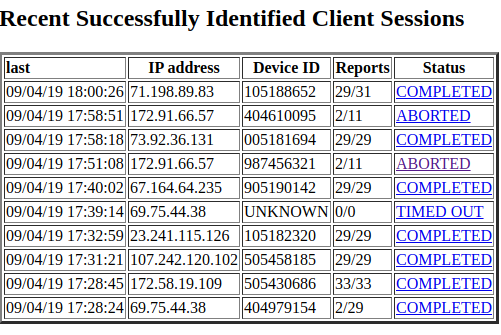 Recent Successfully Identified Client Sessions
last IP address Device ID Reports Status
09/04/19 18:00:26 71.198.89.83 105188652 29/31 COMPLETED
09/04/19 17:58:51 172.91.66.57 404610095 2/11 ABORTED
09/04/19 17:58:18 73.92.36.131 005181694 29/29 COMPLETED
09/04/19 17:51:08 172.91.66.57 987456321 2/11 ABORTED
09/04/19 17:40:02 67.164.64.235 905190142 29/29 COMPLETED
09/04/19 17:39:14 69.75.44.38 UNKNOWN 0/0 TIMED OUT
09/04/19 17:32:59 23.241.115.126 105182320 29/29 COMPLETED
09/04/19 17:31:21 107.242.120.102 505458185 29/29 COMPLETED
09/04/19 17:28:45 172.58.19.109 505430686 33/33 COMPLETED
09/04/19 17:28:24 69.75.44.38 404979154 2/29 COMPLETED